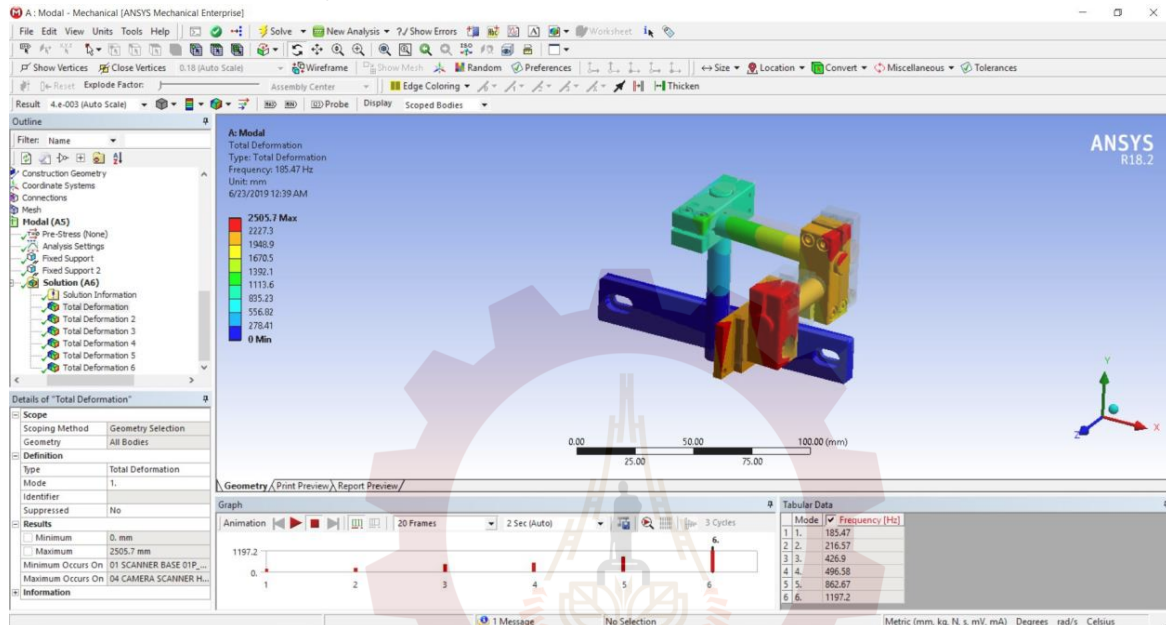 A : Modal - Mechanical [ANSYS Mechanical Enterprise]
File Edit View Units Tools Help Solve New Analysis ?/ Show Errors Worksheet
Show Vertices Close Vertices 0.18 (Auto Scale) Wireframe Show Mesh Random Preferences Size Location Convert Miscellaneous Tolerances
Reset Explode Factor: Assembly Center Edge Coloring Thicken
Result 4.e-003 (Auto Scale) Probe Display Scoped Bodies
Outline
Filter: Name
Construction Geometry
Coordinate Systems
Connections
Mesh
Modal (A5)
Pre-Stress (None)
Analysis Settings
Fixed Support
Fixed Support 2
Solution (A6)
Solution Information
Total Deformation
Total Deformation 2
Total Deformation 3
Total Deformation 4
Total Deformation 5
Total Deformation 6
Details of "Total Deformation"
Scope
Scoping Method Geometry Selection
Geometry All Bodies
Definition
Type Total Deformation
Mode 1.
Identifier
Suppressed No
Results
Minimum 0. mm
Maximum 2505.7 mm
Minimum Occurs On 01 SCANNER BASE 01P_...
Maximum Occurs On 04 CAMERA SCANNER H...
Information
A: Modal
Total Deformation
Type: Total Deformation
Frequency: 185.47 Hz
Unit: mm
6/23/2019 12:39 AM
2505.7 Max
2227.3
1948.9
1670.5
1392.1
1113.6
835.23
556.82
278.41
0 Min
ANSYS
R18.2
0.00 50.00 100.00 (mm)
25.00 75.00
Y
X
Z
Geometry Print Preview Report Preview
Graph
Animation 20 Frames 2 Sec (Auto) 3 Cycles
6.
1197.2
0.
1 2 3 4 5 6
Tabular Data
Mode Frequency [Hz]
1 1. 185.47
2 2. 216.57
3 3. 426.9
4 4. 496.58
5 5. 862.67
6 6. 1197.2
1 Message No Selection Metric (mm, kg, N, s, mV, mA) Degrees rad/s Celsius